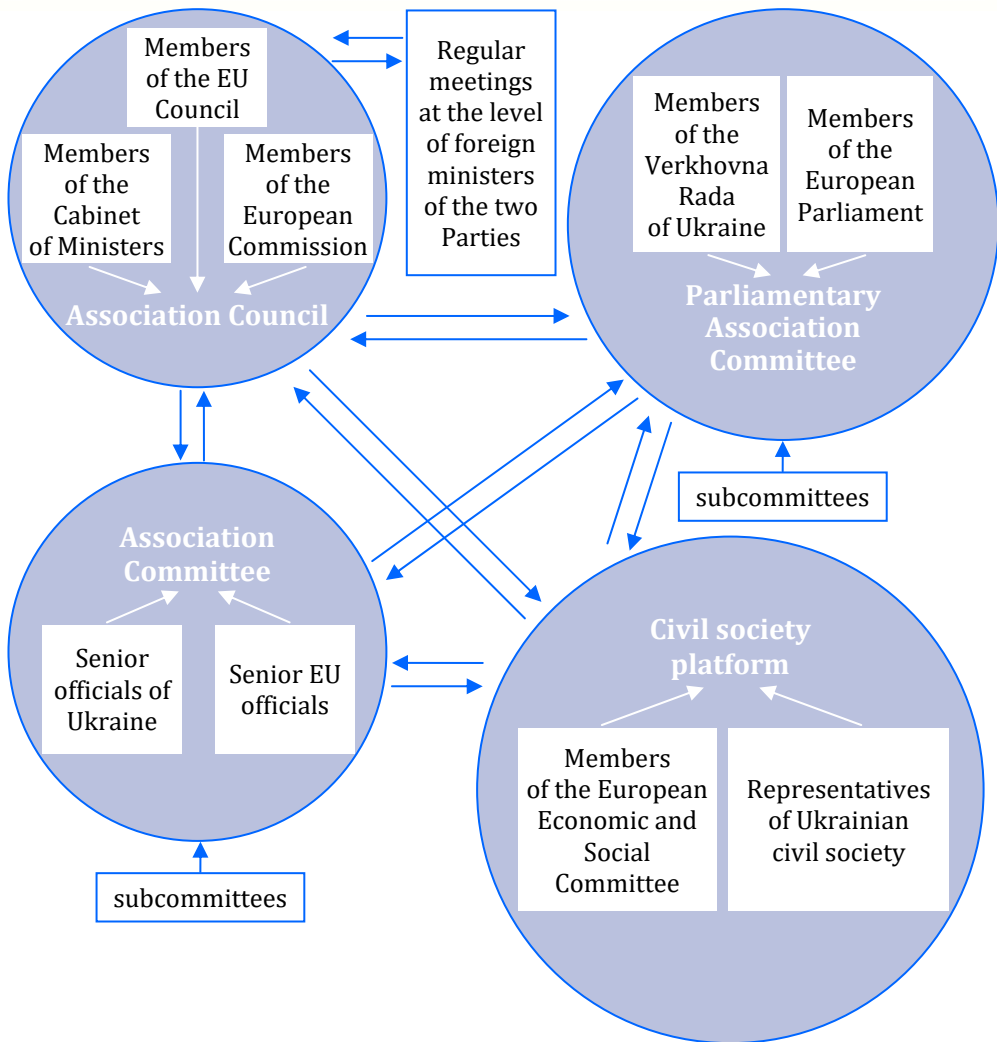 Members
of the EU
Council
Members
of the
Cabinet
of Ministers
Members
of the
European
Commission
Association Council
Regular
meetings
at the level
of foreign
ministers
of the two
Parties
Members
of the
Verkhovna
Rada
of Ukraine
Members
of the
European
Parliament
Parliamentary
Association
Committee
subcommittees
Association
Committee
Senior
officials of
Ukraine
Senior EU
officials
subcommittees
Civil society
platform
Members
of the European
Economic and
Social
Committee
Representatives
of Ukrainian
civil society